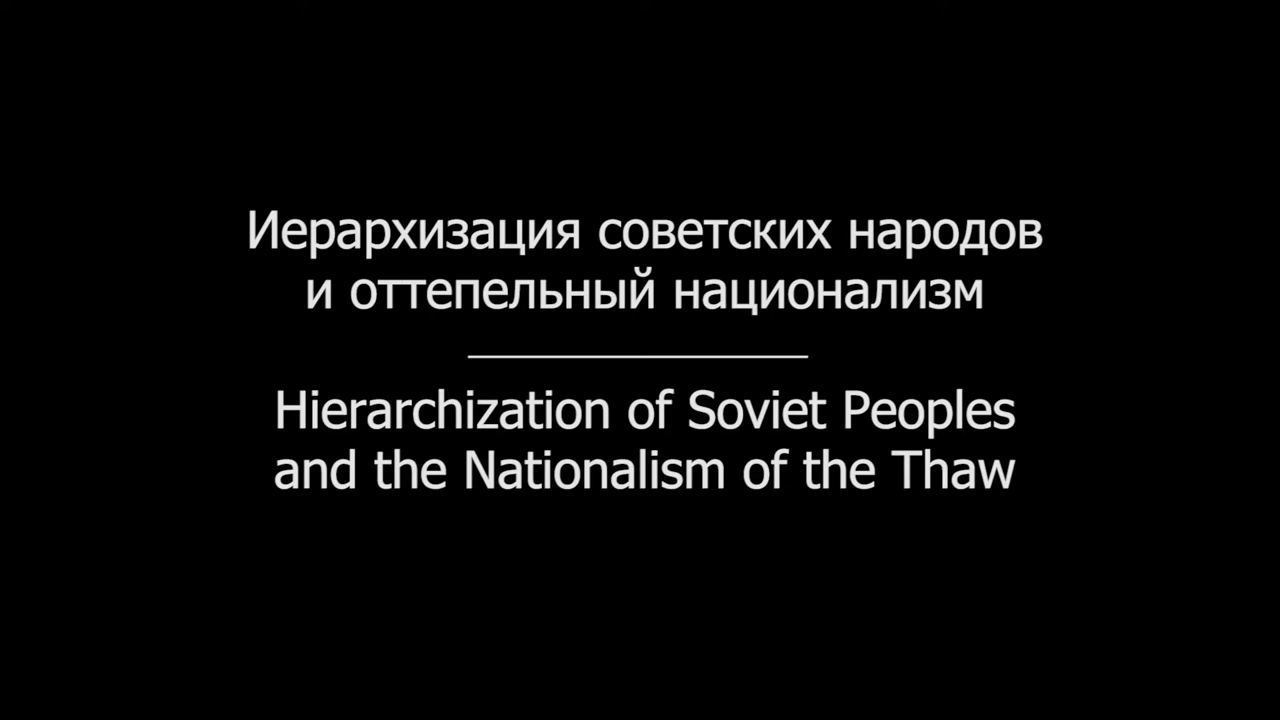 Иерархизация советских народов
и оттепельный национализм
Hierarchization of Soviet Peoples
and the Nationalism of the Thaw